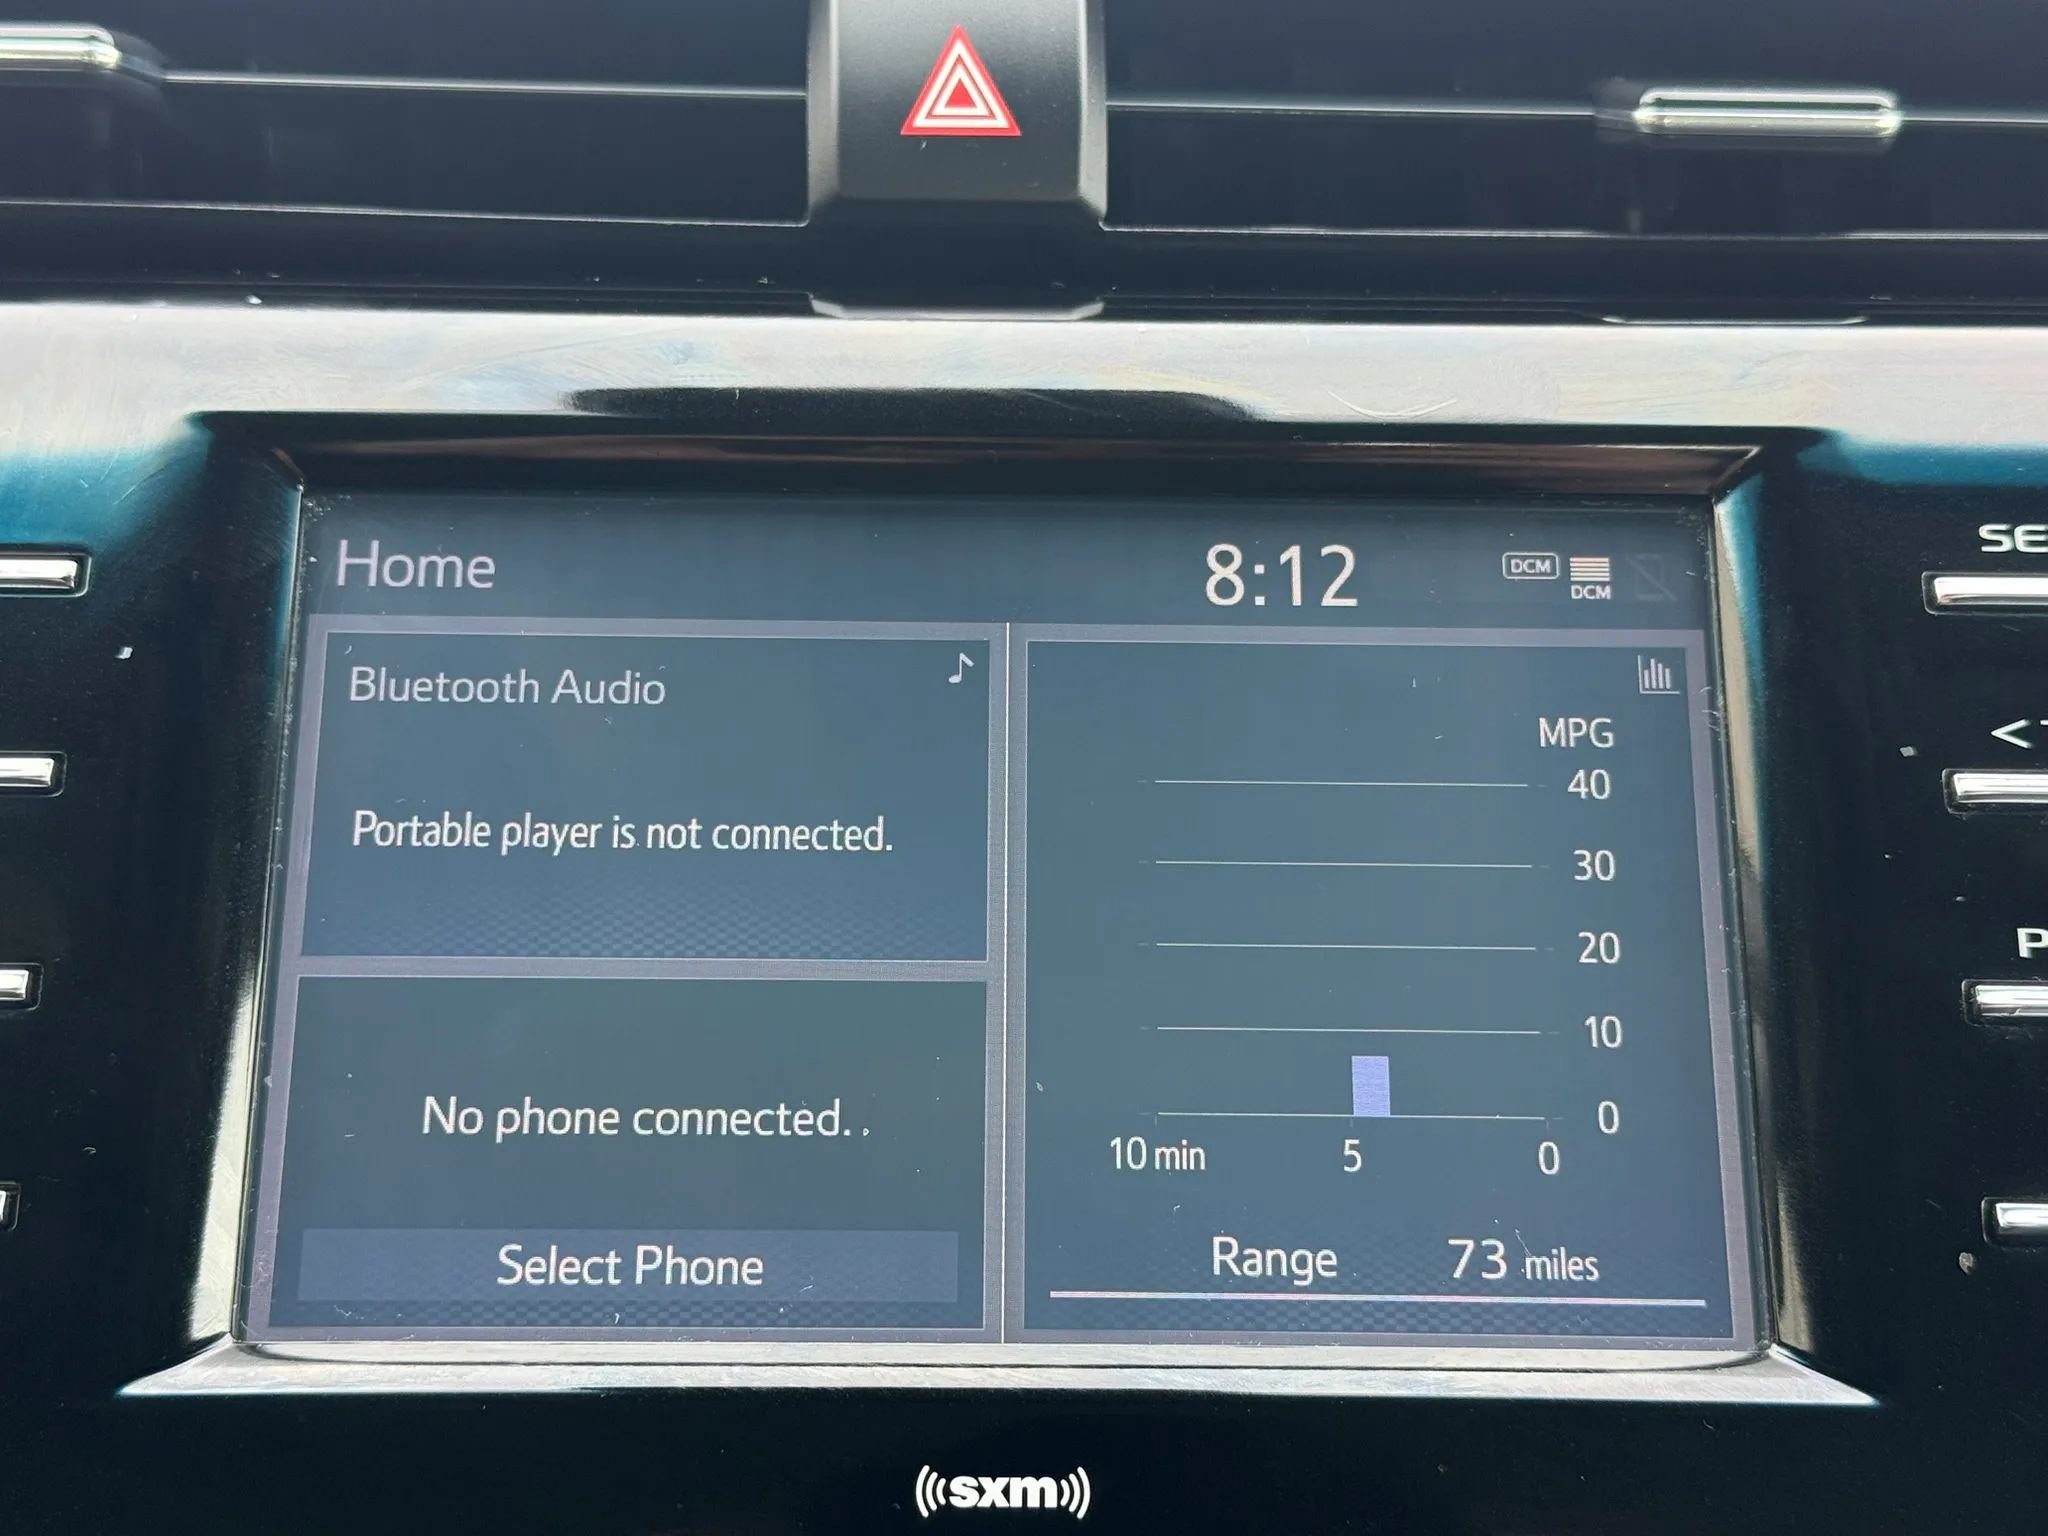 Home
8:12
DCM
DCM
Bluetooth Audio
Portable player is not connected.
No phone connected.
Select Phone
MPG
40
30
20
10
0
10 min 5 0
Range 73 miles
sxm